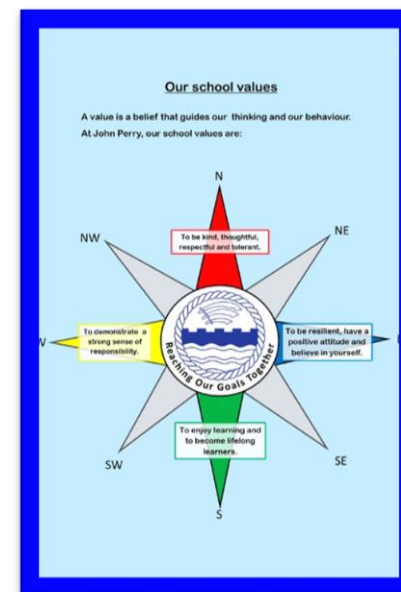 Our school values
A value is a belief that guides our thinking and our behaviour.
At John Perry, our school values are:
N
NW
NE
To be kind, thoughtful,
respectful and tolerant.
To demonstrate a
strong sense of
responsibility.
To be resilient, have a
positive attitude and
believe in yourself.
Reaching Our Goals Together
To enjoy learning and
to become lifelong
learners.
SW
SE
S